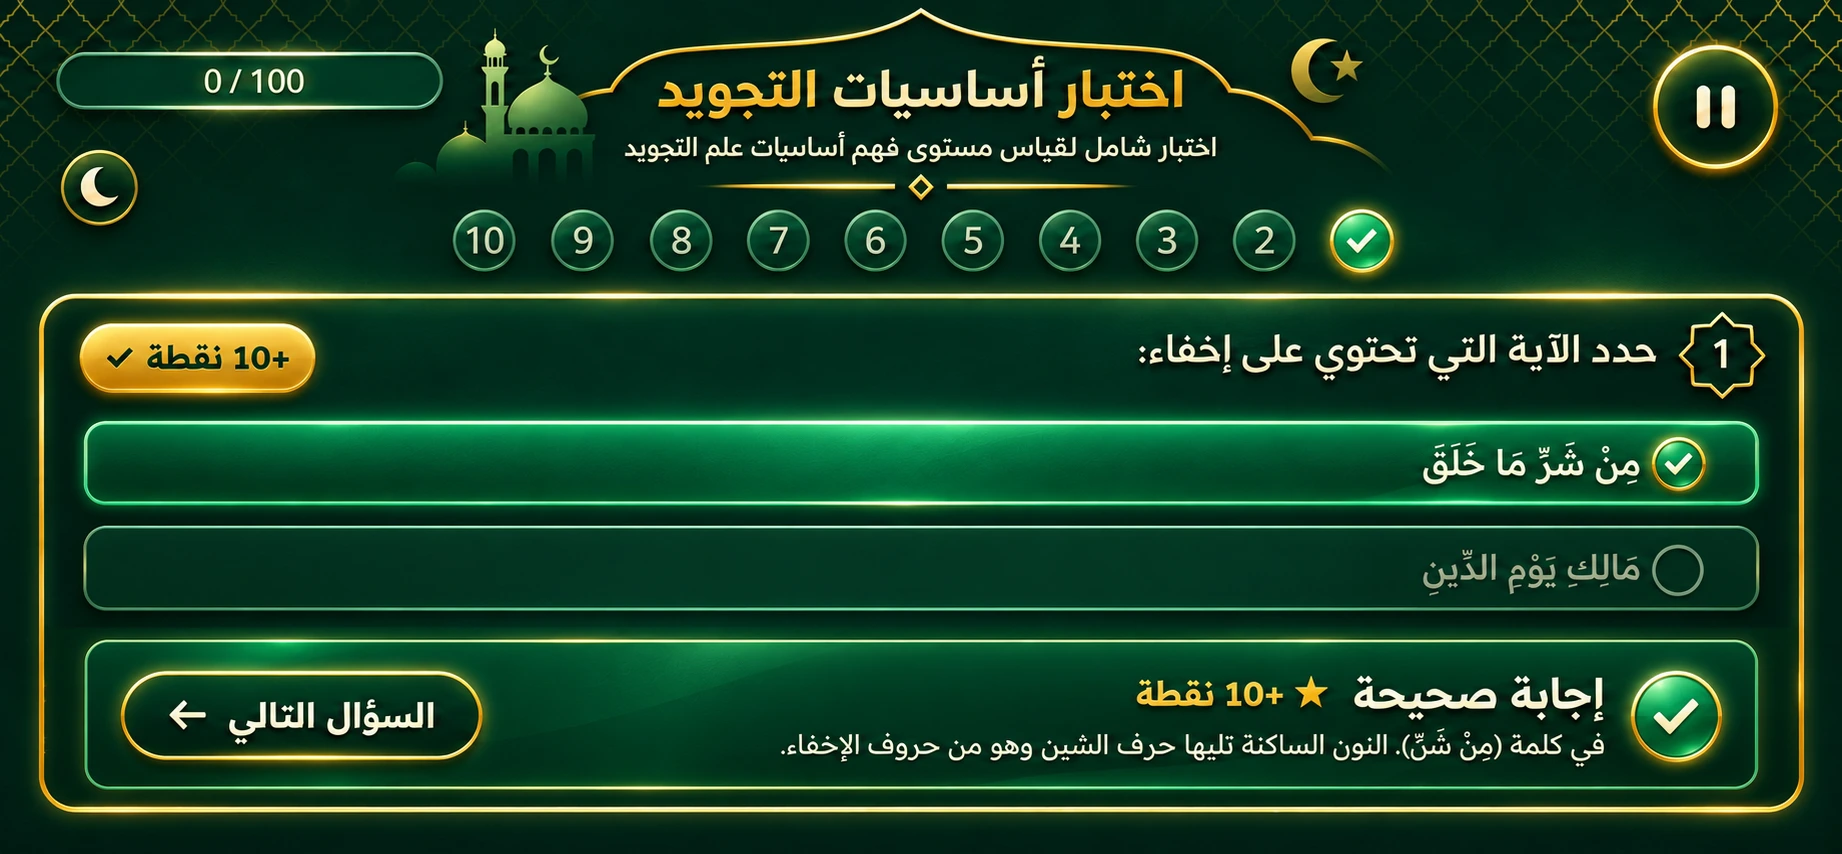 0 / 100
اختبار أساسيات التجويد
اختبار شامل لقياس مستوى فهم أساسيات علم التجويد
2 3 4 5 6 7 8 9 10
1 حدد الآية التي تحتوي على إخفاء:
+10 نقطة
مِنْ شَرِّ مَا خَلَقَ
مَالِكِ يَوْمِ الدِّينِ
إجابة صحيحة +10 نقطة
في كلمة (مِنْ شَرِّ). النون الساكنة تليها حرف الشين وهو من حروف الإخفاء.
السؤال التالي